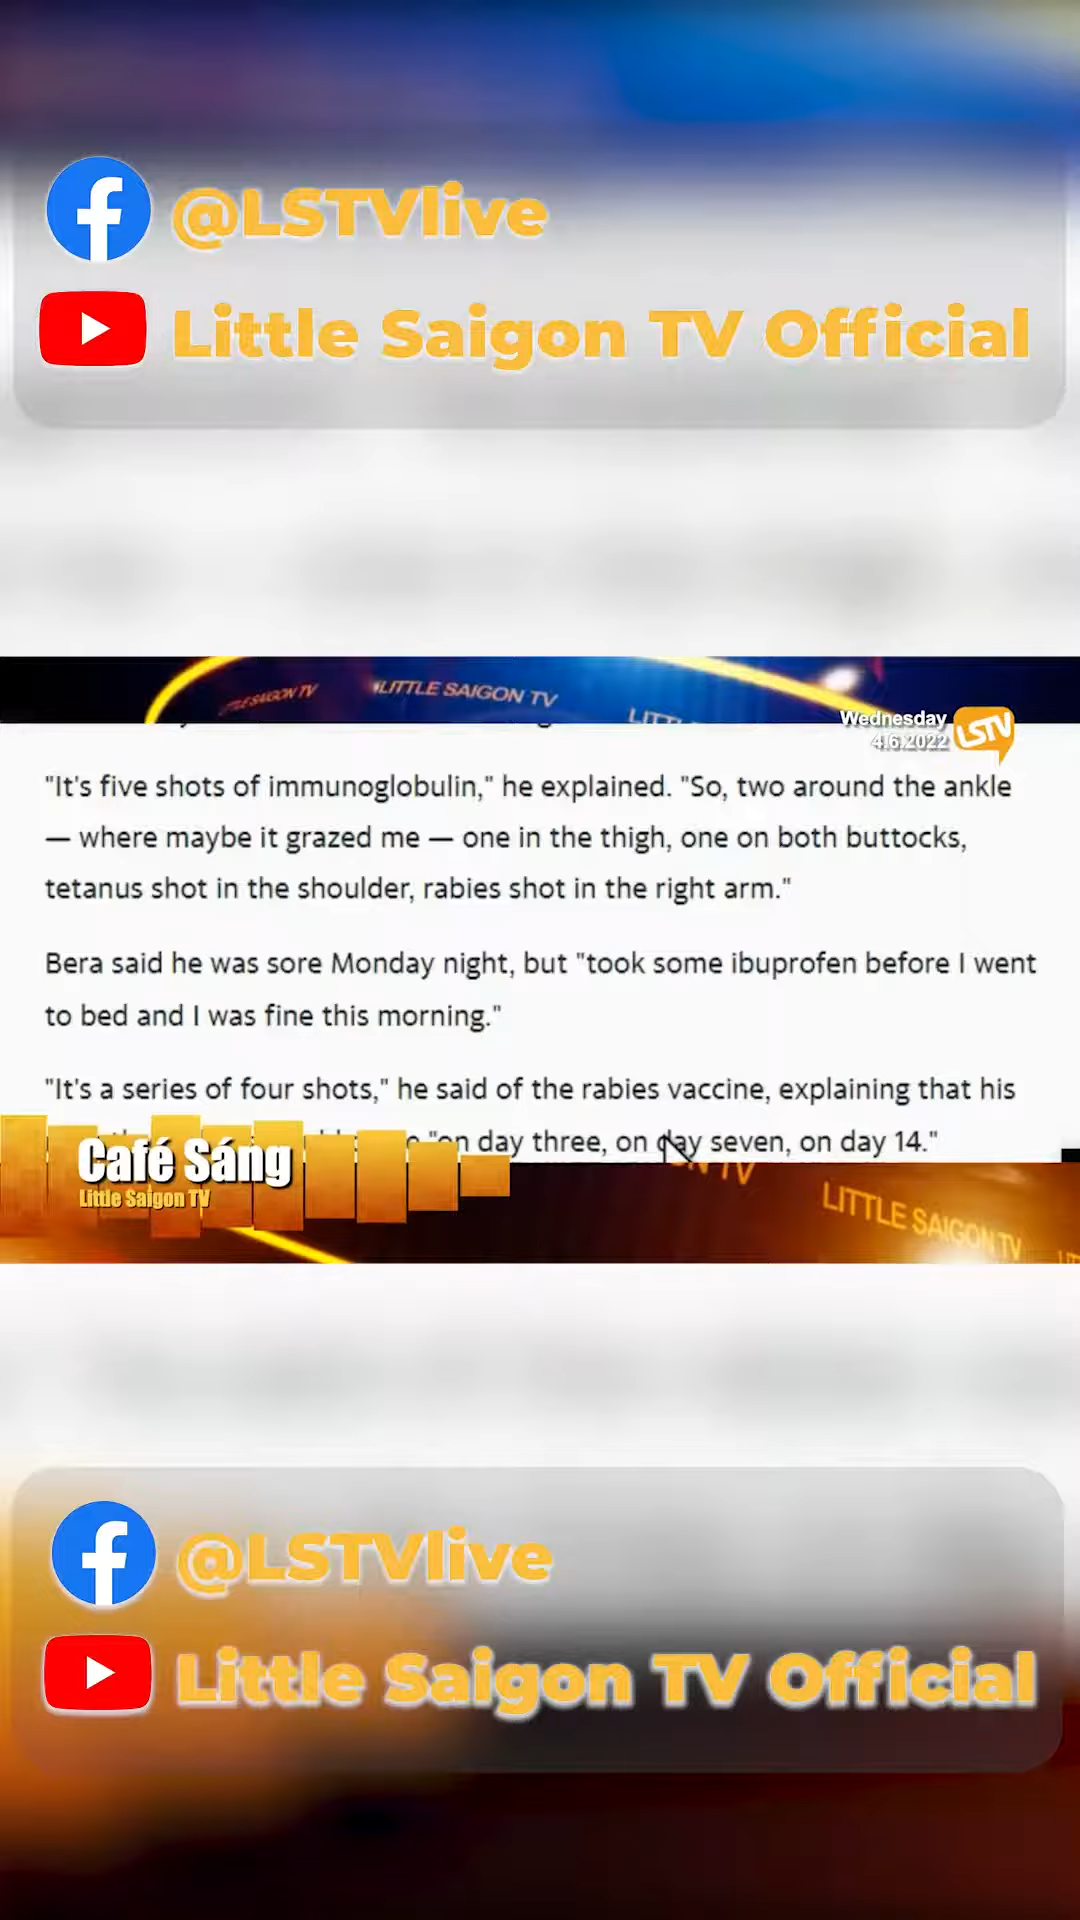 @LSTVlive
Little Saigon TV Official
LITTLE SAIGON TV
Wednesday
4.6.2022
LSTV
"It's five shots of immunoglobulin," he explained. "So, two around the ankle
— where maybe it grazed me — one in the thigh, one on both buttocks,
tetanus shot in the shoulder, rabies shot in the right arm."
Bera said he was sore Monday night, but "took some ibuprofen before I went
to bed and I was fine this morning."
"It's a series of four shots," he said of the rabies vaccine, explaining that his
"on day three, on day seven, on day 14."
Café Sáng
Little Saigon TV
LITTLE SAIGON TV
@LSTVlive
Little Saigon TV Official